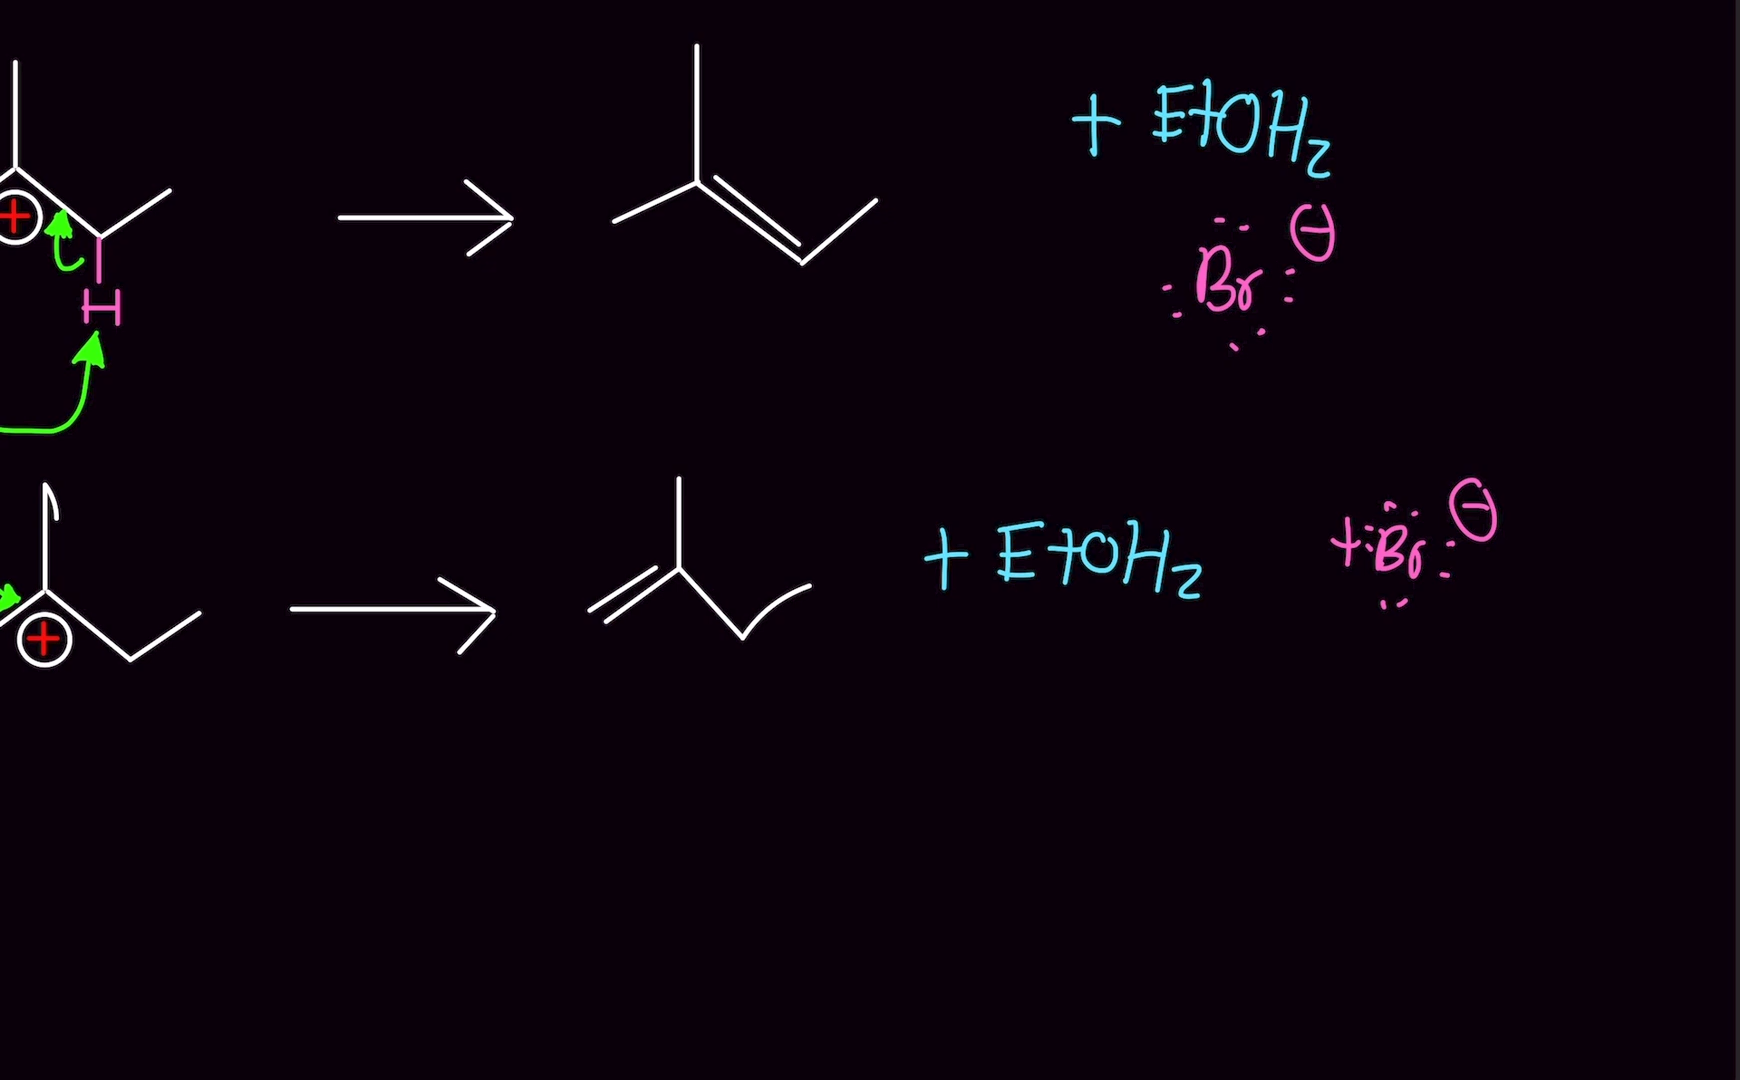 + EtOH2
⊖
Br
⊕
H
⊖
+ EtOH2 + Br
⊕